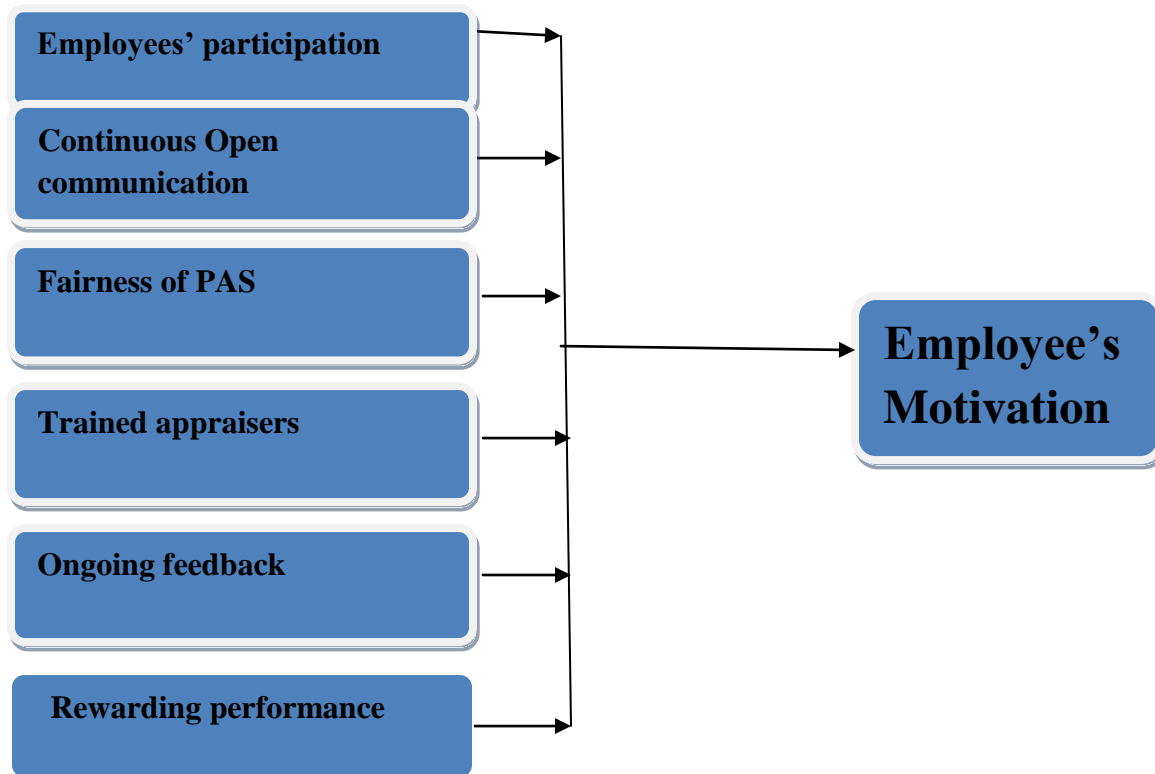 Employees’ participation
Continuous Open
communication
Fairness of PAS
Trained appraisers
Ongoing feedback
Rewarding performance
Employee’s
Motivation